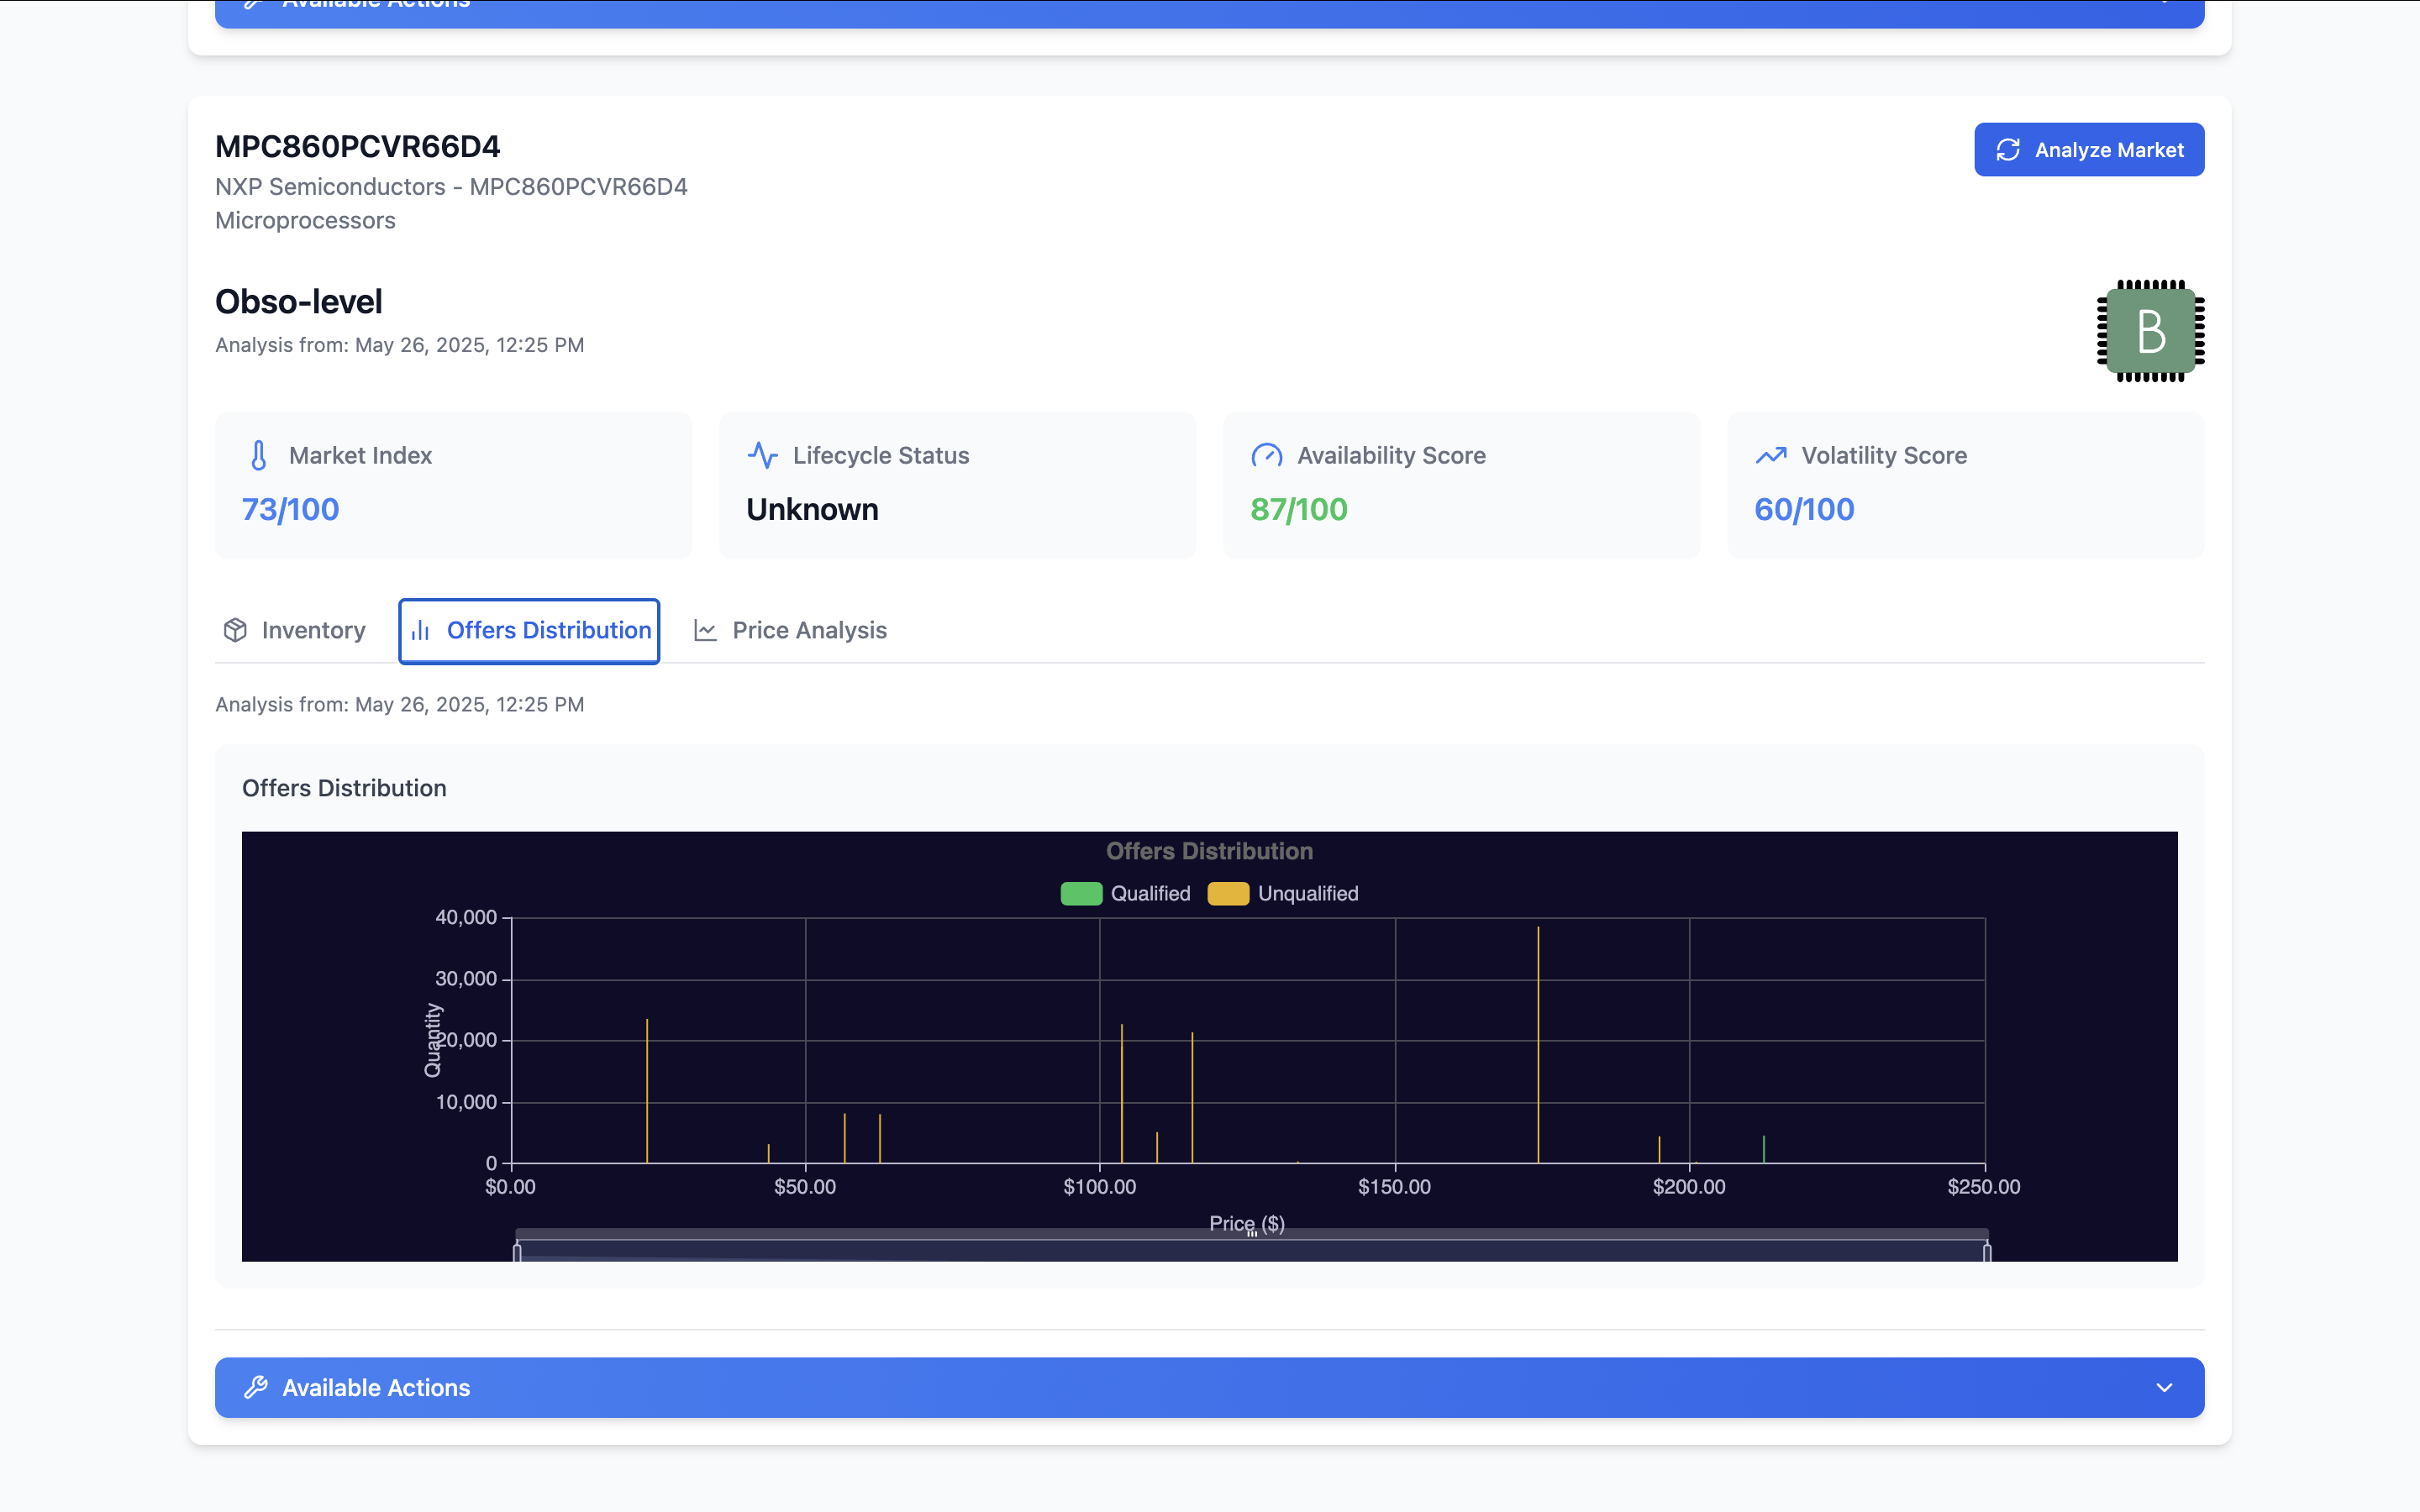 Available Actions
MPC860PCVR66D4
Analyze Market
NXP Semiconductors - MPC860PCVR66D4
Microprocessors
Obso-level
Analysis from: May 26, 2025, 12:25 PM
B
Market Index
73/100
Lifecycle Status
Unknown
Availability Score
87/100
Volatility Score
60/100
Inventory
Offers Distribution
Price Analysis
Analysis from: May 26, 2025, 12:25 PM
Offers Distribution
Offers Distribution
Qualified
Unqualified
Quantity
40,000
30,000
20,000
10,000
0
$0.00
$50.00
$100.00
$150.00
$200.00
$250.00
Price ($)
Available Actions